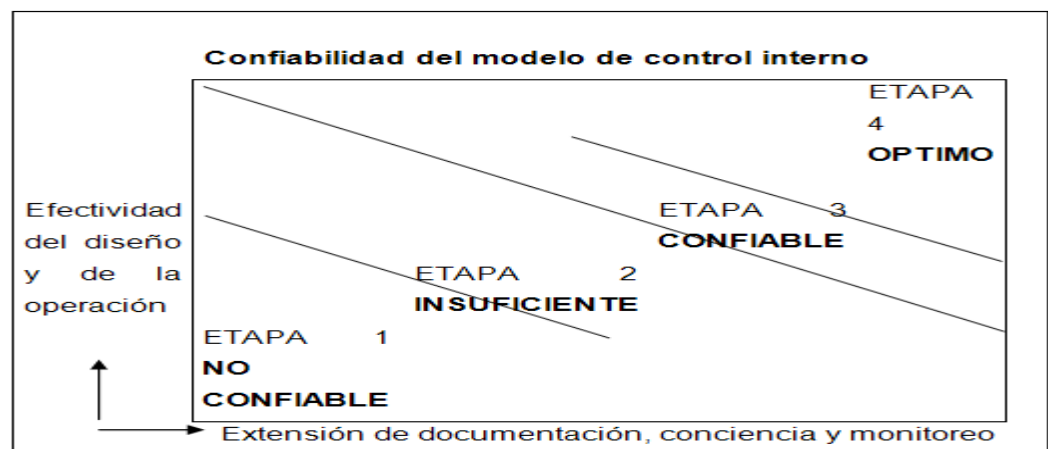 Confiabilidad del modelo de control interno
ETAPA
4
OPTIMO
Efectividad
del diseño
y de la
operación
ETAPA 3
CONFIABLE
ETAPA 2
INSUFICIENTE
ETAPA 1
NO
CONFIABLE
Extensión de documentación, conciencia y monitoreo